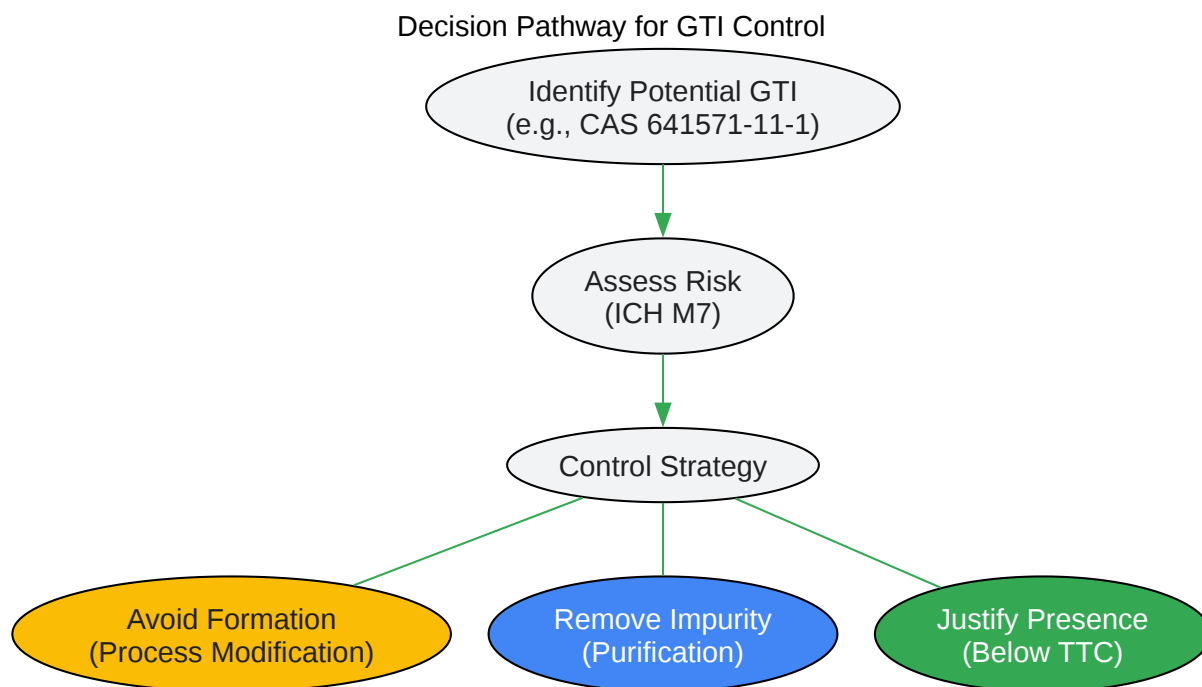 Decision Pathway for GTI Control
Identify Potential GTI
(e.g., CAS 641571-11-1)
Assess Risk
(ICH M7)
Control Strategy
Avoid Formation
(Process Modification)
Remove Impurity
(Purification)
Justify Presence
(Below TTC)